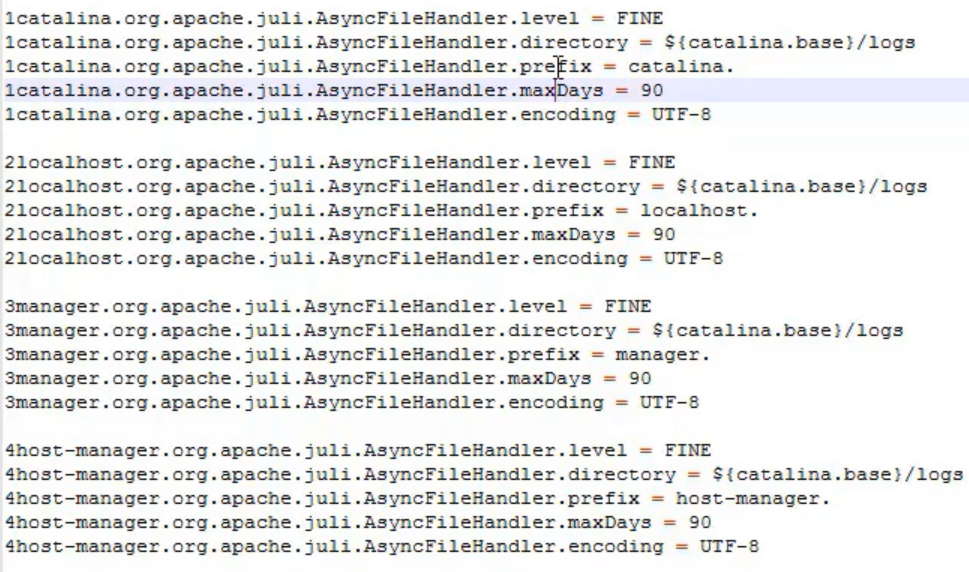 1catalina.org.apache.juli.AsyncFileHandler.level = FINE
1catalina.org.apache.juli.AsyncFileHandler.directory = ${catalina.base}/logs
1catalina.org.apache.juli.AsyncFileHandler.prefix = catalina.
1catalina.org.apache.juli.AsyncFileHandler.maxDays = 90
1catalina.org.apache.juli.AsyncFileHandler.encoding = UTF-8
2localhost.org.apache.juli.AsyncFileHandler.level = FINE
2localhost.org.apache.juli.AsyncFileHandler.directory = ${catalina.base}/logs
2localhost.org.apache.juli.AsyncFileHandler.prefix = localhost.
2localhost.org.apache.juli.AsyncFileHandler.maxDays = 90
2localhost.org.apache.juli.AsyncFileHandler.encoding = UTF-8
3manager.org.apache.juli.AsyncFileHandler.level = FINE
3manager.org.apache.juli.AsyncFileHandler.directory = ${catalina.base}/logs
3manager.org.apache.juli.AsyncFileHandler.prefix = manager.
3manager.org.apache.juli.AsyncFileHandler.maxDays = 90
3manager.org.apache.juli.AsyncFileHandler.encoding = UTF-8
4host-manager.org.apache.juli.AsyncFileHandler.level = FINE
4host-manager.org.apache.juli.AsyncFileHandler.directory = ${catalina.base}/logs
4host-manager.org.apache.juli.AsyncFileHandler.prefix = host-manager.
4host-manager.org.apache.juli.AsyncFileHandler.maxDays = 90
4host-manager.org.apache.juli.AsyncFileHandler.encoding = UTF-8